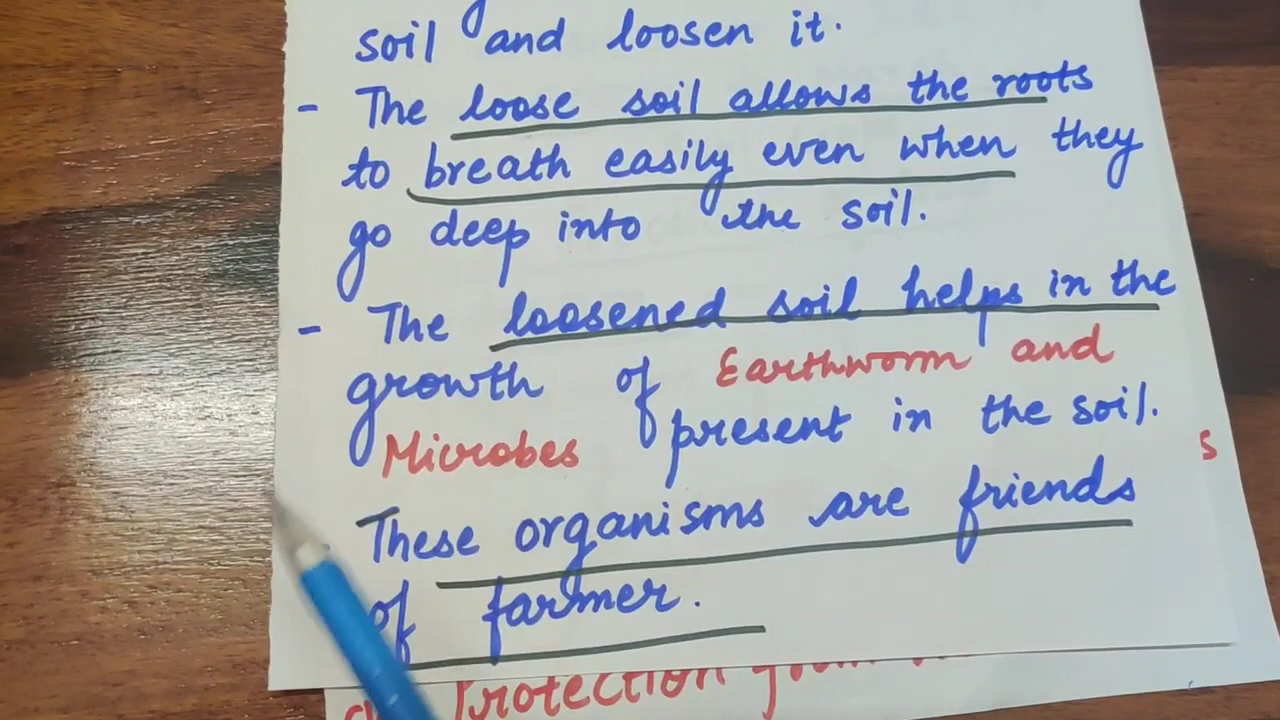 soil and loosen it.
- The loose soil allows the roots
to breath easily even when they
go deep into the soil.
- The loosened soil helps in the
growth of Earthworm and
Microbes present in the soil.
s
These organisms are friends
of farmer.
Protection